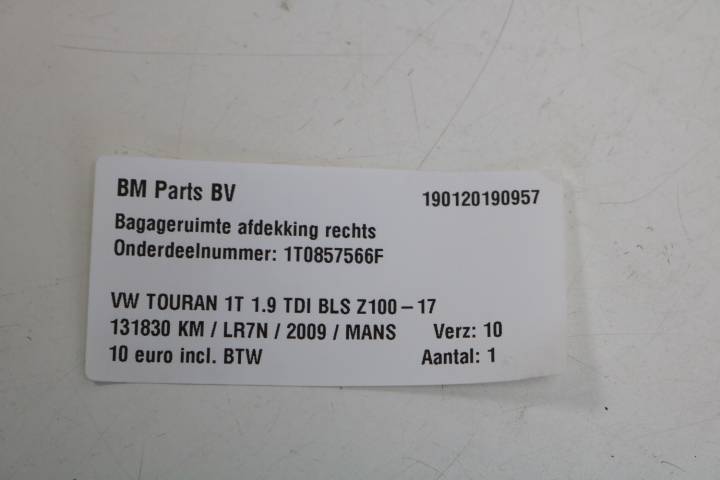 BM Parts BV 190120190957
Bagageruimte afdekking rechts
Onderdeelnummer: 1T0857566F
VW TOURAN 1T 1.9 TDI BLS Z100-17
131830 KM / LR7N / 2009 / MANS Verz: 10
10 euro incl. BTW Aantal: 1